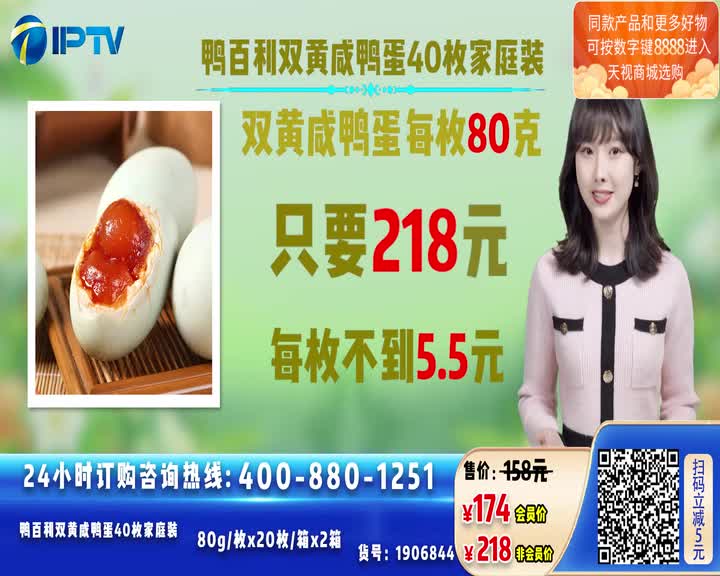 IPTV
鸭百利双黄咸鸭蛋40枚家庭装
同款产品和更多好物
可按数字键8888进入
天视商城选购
双黄咸鸭蛋每枚80克
只要218元
每枚不到5.5元
24小时订购咨询热线:400-880-1251
鸭百利双黄咸鸭蛋40枚家庭装
80g/枚x20枚/箱x2箱
货号: 1906844
售价: 158元
¥174会员价
¥218非会员价
扫码立减5元